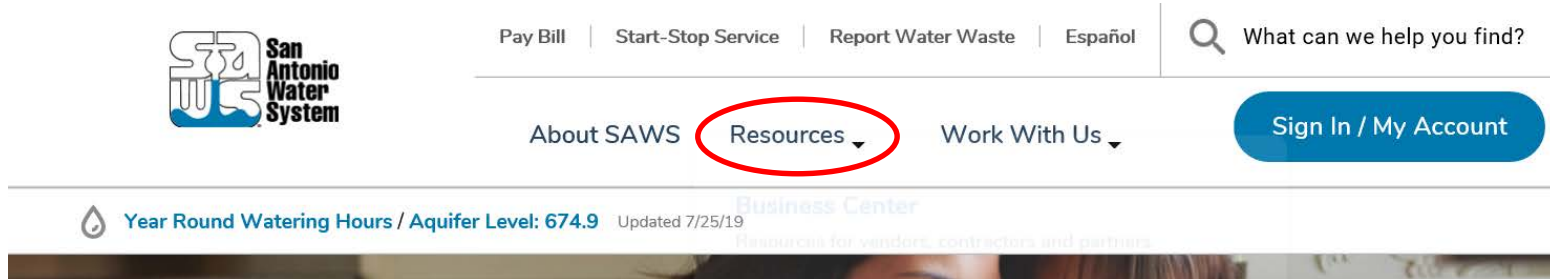 San
Antonio
Water
System
Pay Bill | Start-Stop Service | Report Water Waste | Español
What can we help you find?
About SAWS Resources Work With Us
Sign In / My Account
Year Round Watering Hours / Aquifer Level: 674.9 Updated 7/25/19
Business Center
Resources for vendors, contractors and partners